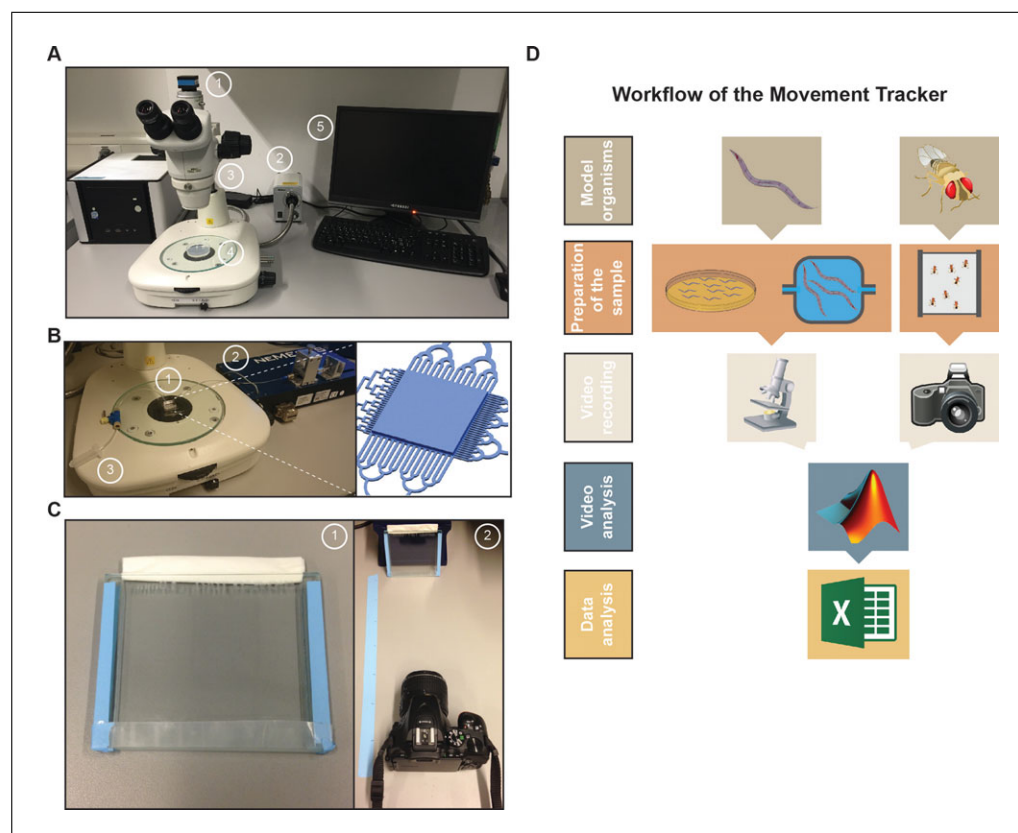 A
1
2
3
4
5
B
1
2
3
NEME
C
1
2
D
Workflow of the Movement Tracker
Model
organisms
Preparation
of the
sample
Video
recording
Video
analysis
Data
analysis
X